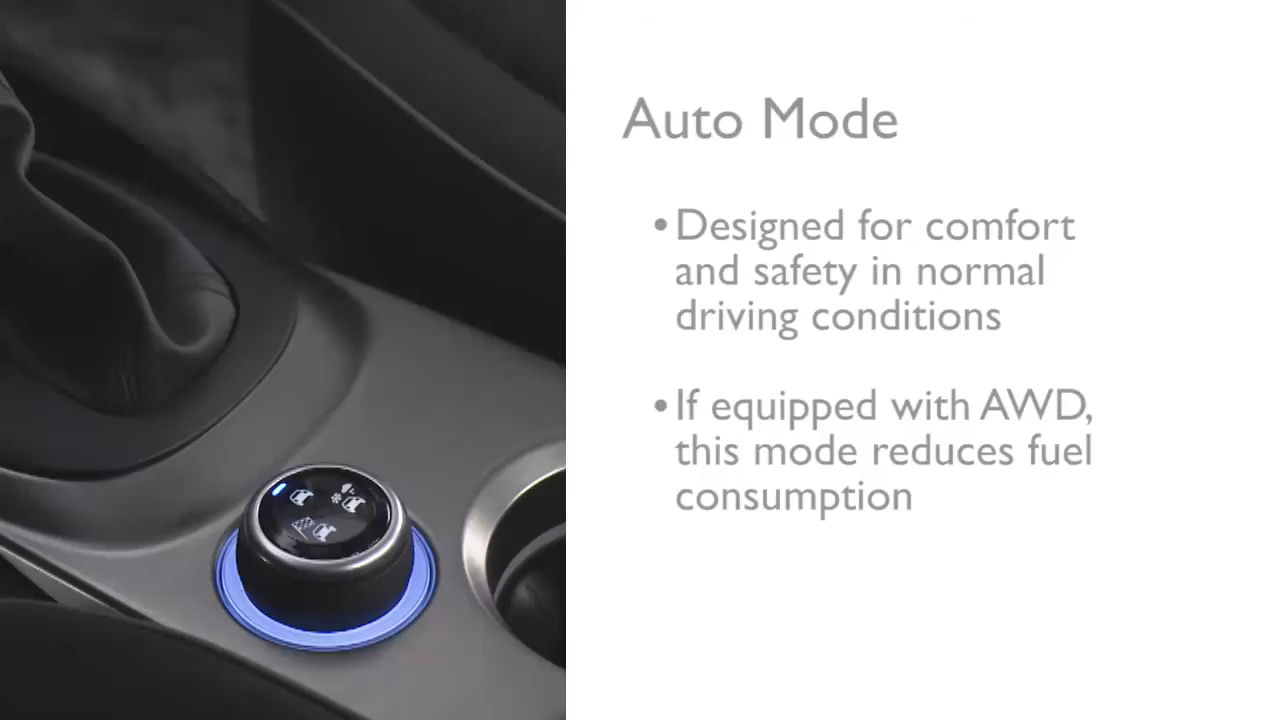 Auto Mode
•Designed for comfort
and safety in normal
driving conditions
•If equipped with AWD,
this mode reduces fuel
consumption